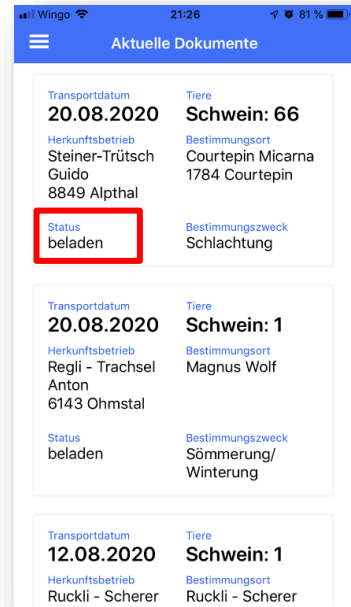 Wingo 21:26 81 %
Aktuelle Dokumente
Transportdatum Tiere
20.08.2020 Schwein: 66
Herkunftsbetrieb Bestimmungsort
Steiner-Trütsch Courtepin Micarna
Guido 1784 Courtepin
8849 Alpthal
Status Bestimmungszweck
beladen Schlachtung
Transportdatum Tiere
20.08.2020 Schwein: 1
Herkunftsbetrieb Bestimmungsort
Regli - Trachsel Magnus Wolf
Anton
6143 Ohmstal
Status Bestimmungszweck
beladen Sömmerung/
Winterung
Transportdatum Tiere
12.08.2020 Schwein: 1
Herkunftsbetrieb Bestimmungsort
Ruckli - Scherer Ruckli - Scherer